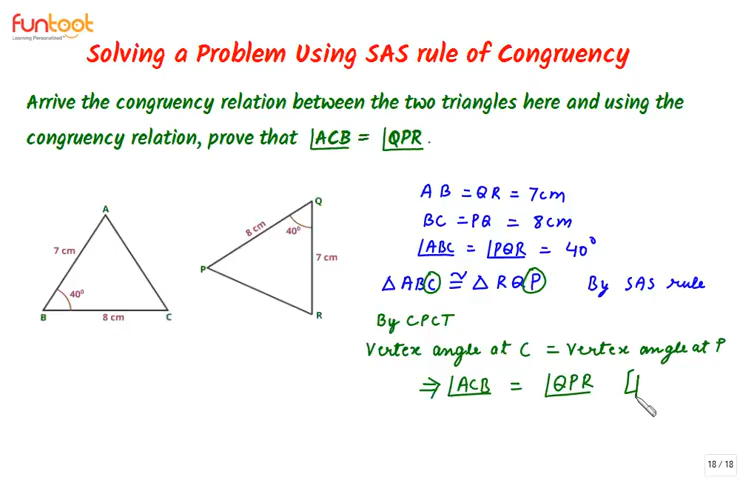 funtoot
Learning Personalized
Solving a Problem Using SAS rule of Congruency
Arrive the congruency relation between the two triangles here and using the
congruency relation, prove that ∠ACB = ∠QPR.
A
7 cm
40°
B
8 cm
C
Q
8 cm
40°
7 cm
P
R
AB = QR = 7cm
BC = PQ = 8cm
∠ABC = ∠PQR = 40°
△ABC ≅ △RQP By SAS rule
By CPCT
Vertex angle at C = Vertex angle at P
⇒ ∠ACB = ∠QPR [
18 / 18